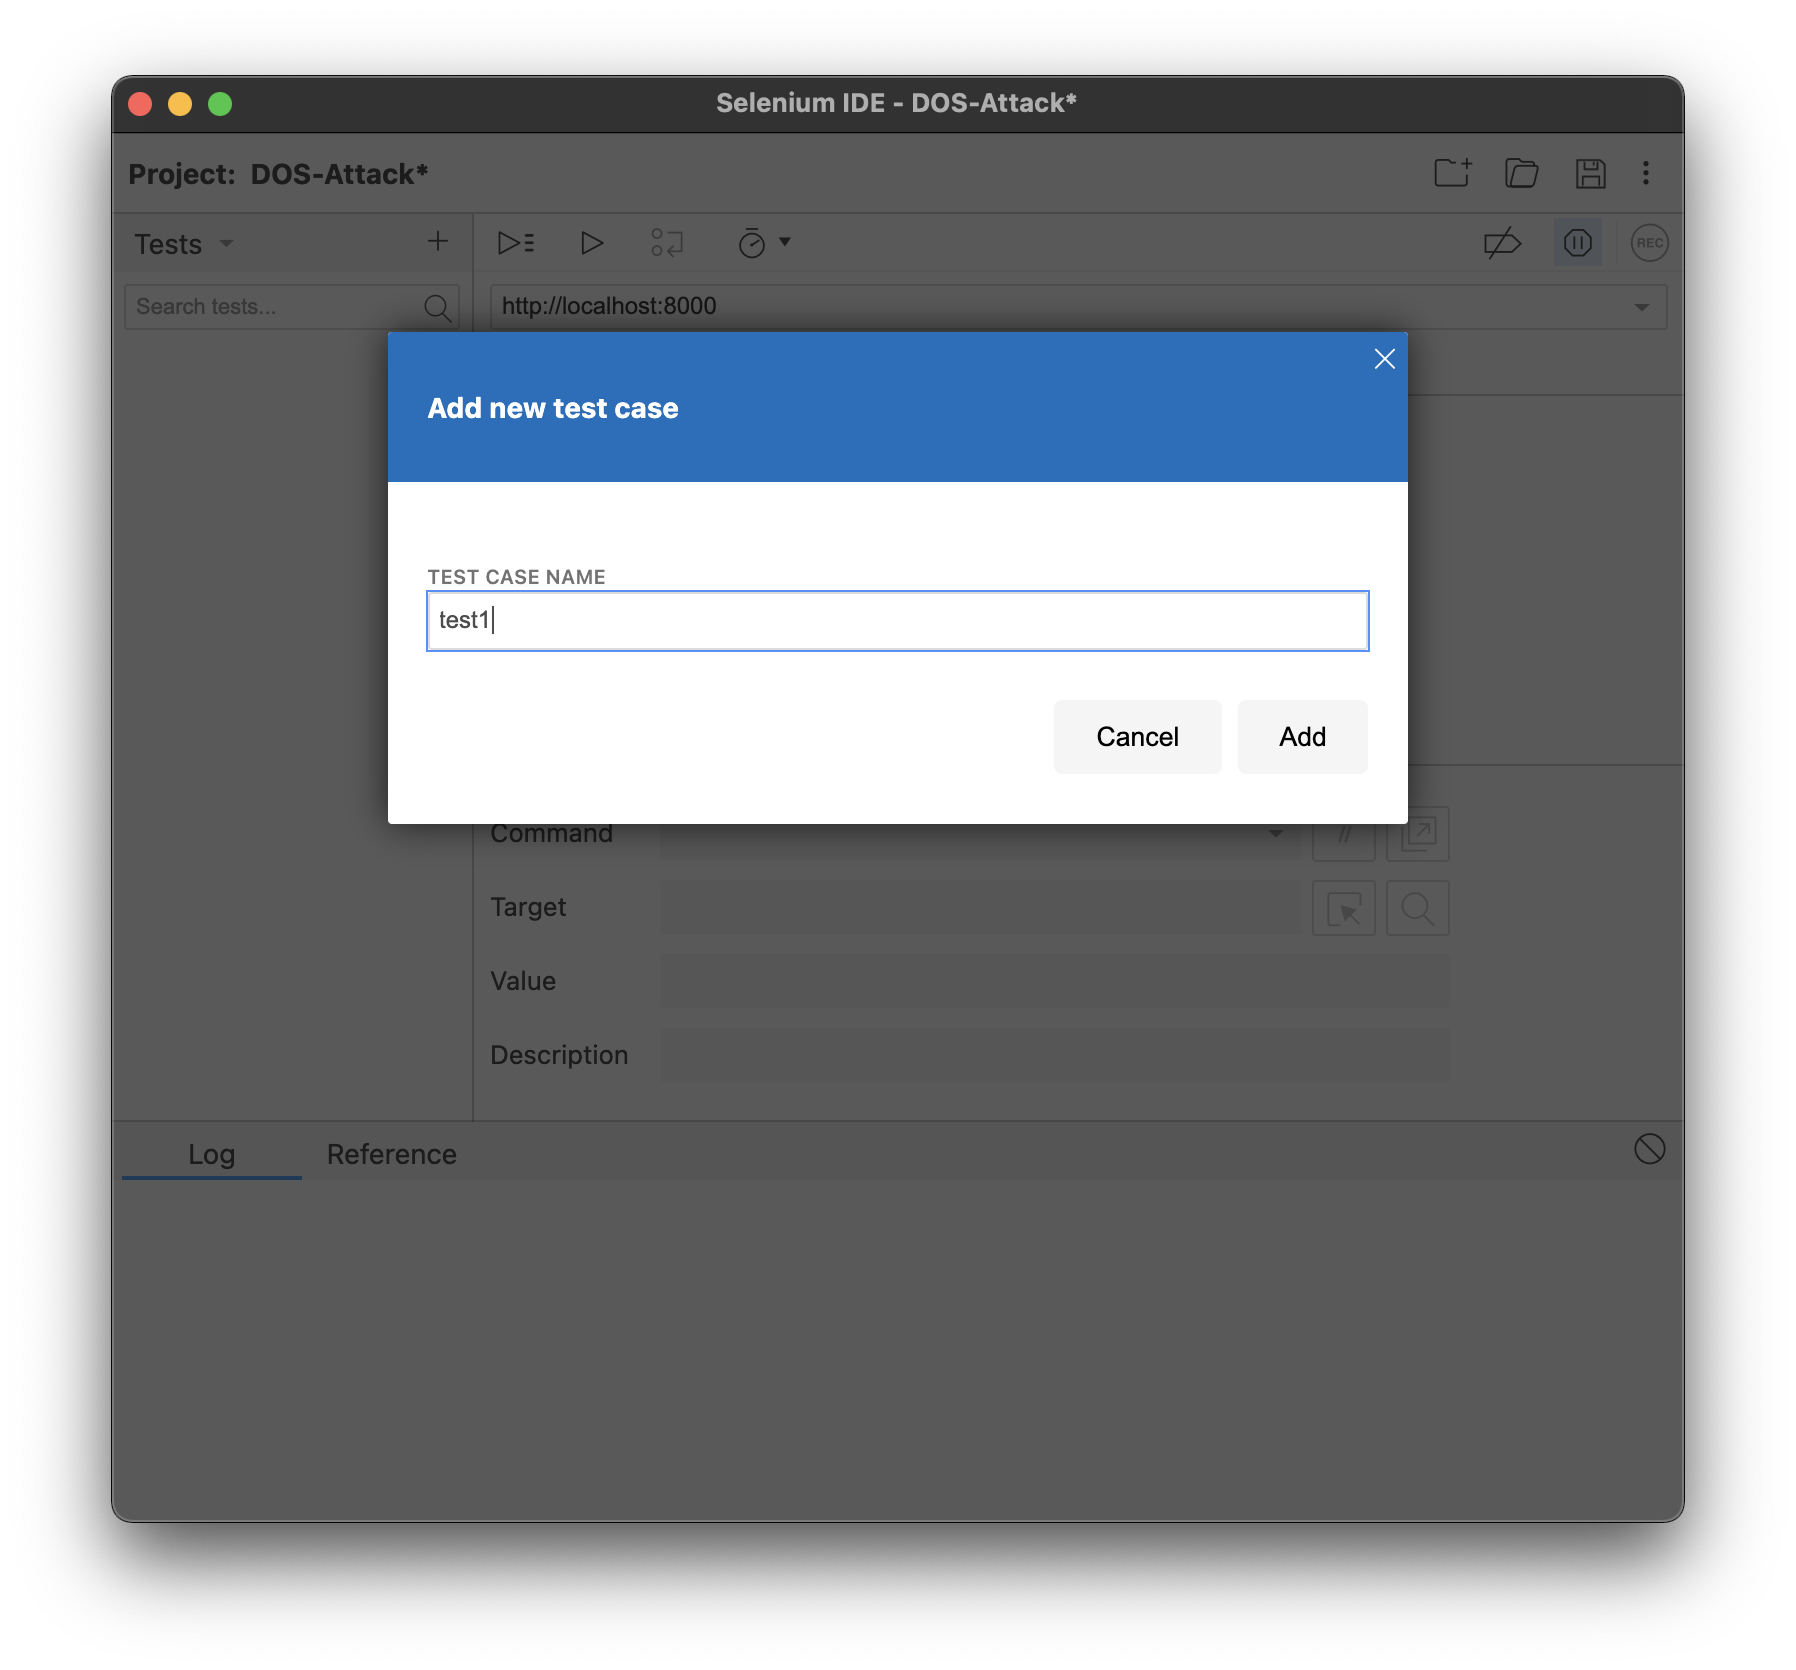 Selenium IDE - DOS-Attack*
Project: DOS-Attack*
Tests
REC
Search tests...
http://localhost:8000
Add new test case
TEST CASE NAME
test1
Cancel
Add
Command
//
Target
Value
Description
Log
Reference